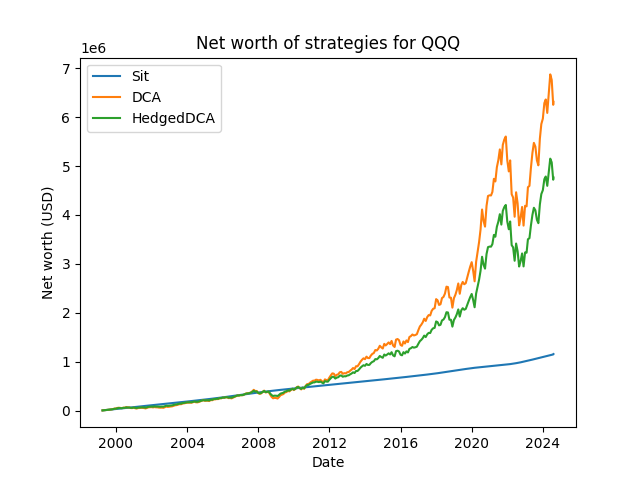 Net worth of strategies for QQQ
1e6
Sit
DCA
HedgedDCA
7
6
5
4
3
2
1
0
Net worth (USD)
2000 2004 2008 2012 2016 2020 2024
Date